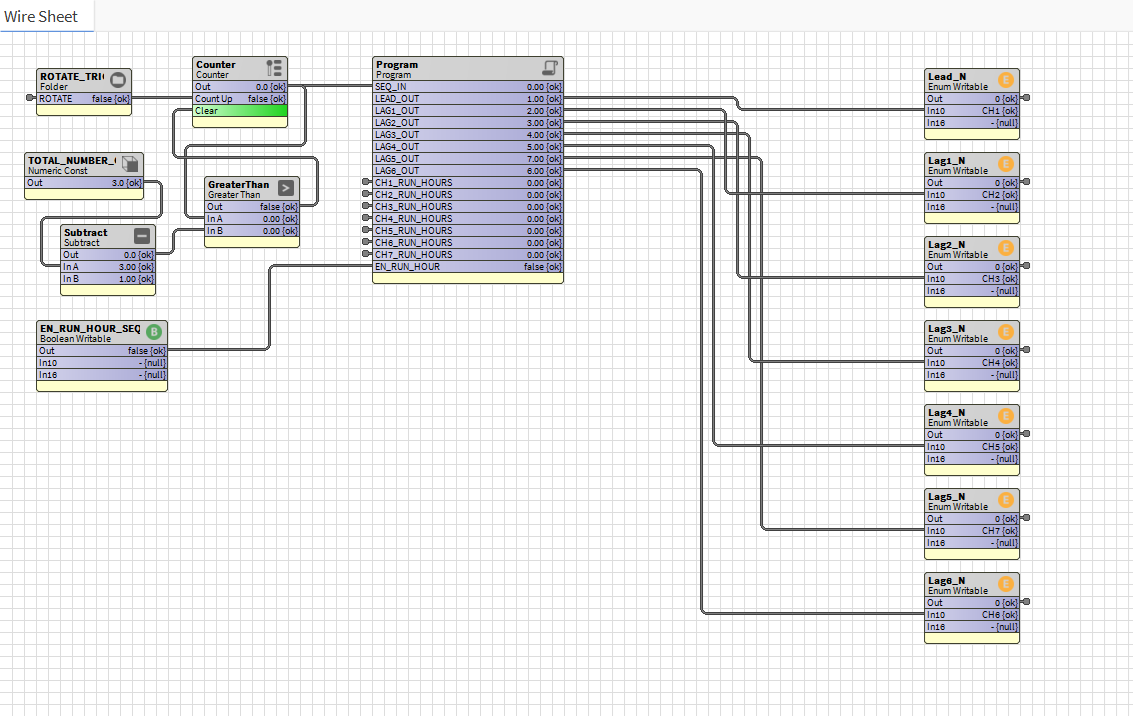 Wire Sheet
ROTATE_TRI
Folder
ROTATE false {ok}
Counter
Counter
Out 0.0 {ok}
Count Up false {ok}
Clear
TOTAL_NUMBER_
Numeric Const
Out 3.0 {ok}
GreaterThan
Greater Than
Out false {ok}
In A 0.00 {ok}
In B 0.00 {ok}
Subtract
Subtract
Out 0.0 {ok}
In A 3.00 {ok}
In B 1.00 {ok}
EN_RUN_HOUR_SEQ
B
Boolean Writable
Out false {ok}
In10 - {null}
In16 - {null}
Program
Program
SEQ_IN 0.00 {ok}
LEAD_OUT 1.00 {ok}
LAG1_OUT 2.00 {ok}
LAG2_OUT 3.00 {ok}
LAG3_OUT 4.00 {ok}
LAG4_OUT 5.00 {ok}
LAG5_OUT 7.00 {ok}
LAG6_OUT 6.00 {ok}
CH1_RUN_HOURS 0.00 {ok}
CH2_RUN_HOURS 0.00 {ok}
CH3_RUN_HOURS 0.00 {ok}
CH4_RUN_HOURS 0.00 {ok}
CH5_RUN_HOURS 0.00 {ok}
CH6_RUN_HOURS 0.00 {ok}
CH7_RUN_HOURS 0.00 {ok}
EN_RUN_HOUR false {ok}
Lead_N
E
Enum Writable
Out 0 {ok}
In10 CH1 {ok}
In16 - {null}
Lag1_N
E
Enum Writable
Out 0 {ok}
In10 CH2 {ok}
In16 - {null}
Lag2_N
E
Enum Writable
Out 0 {ok}
In10 CH3 {ok}
In16 - {null}
Lag3_N
E
Enum Writable
Out 0 {ok}
In10 CH4 {ok}
In16 - {null}
Lag4_N
E
Enum Writable
Out 0 {ok}
In10 CH5 {ok}
In16 - {null}
Lag5_N
E
Enum Writable
Out 0 {ok}
In10 CH7 {ok}
In16 - {null}
Lag6_N
E
Enum Writable
Out 0 {ok}
In10 CH6 {ok}
In16 - {null}